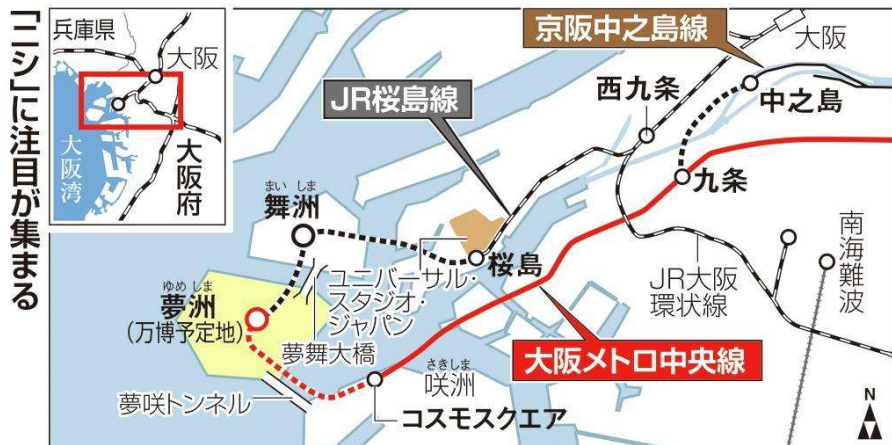 「ニシ」に注目が集まる
兵庫県
大阪
大阪湾
大阪府
京阪中之島線
大阪
JR桜島線
西九条
中之島
九条
まい しま
舞洲
桜島
ユニバーサル・
スタジオ・
ジャパン
JR大阪
環状線
南海難波
ゆめ しま
夢洲
(万博予定地)
夢舞大橋
大阪メトロ中央線
さきしま
咲洲
夢咲トンネル
コスモスクエア
N